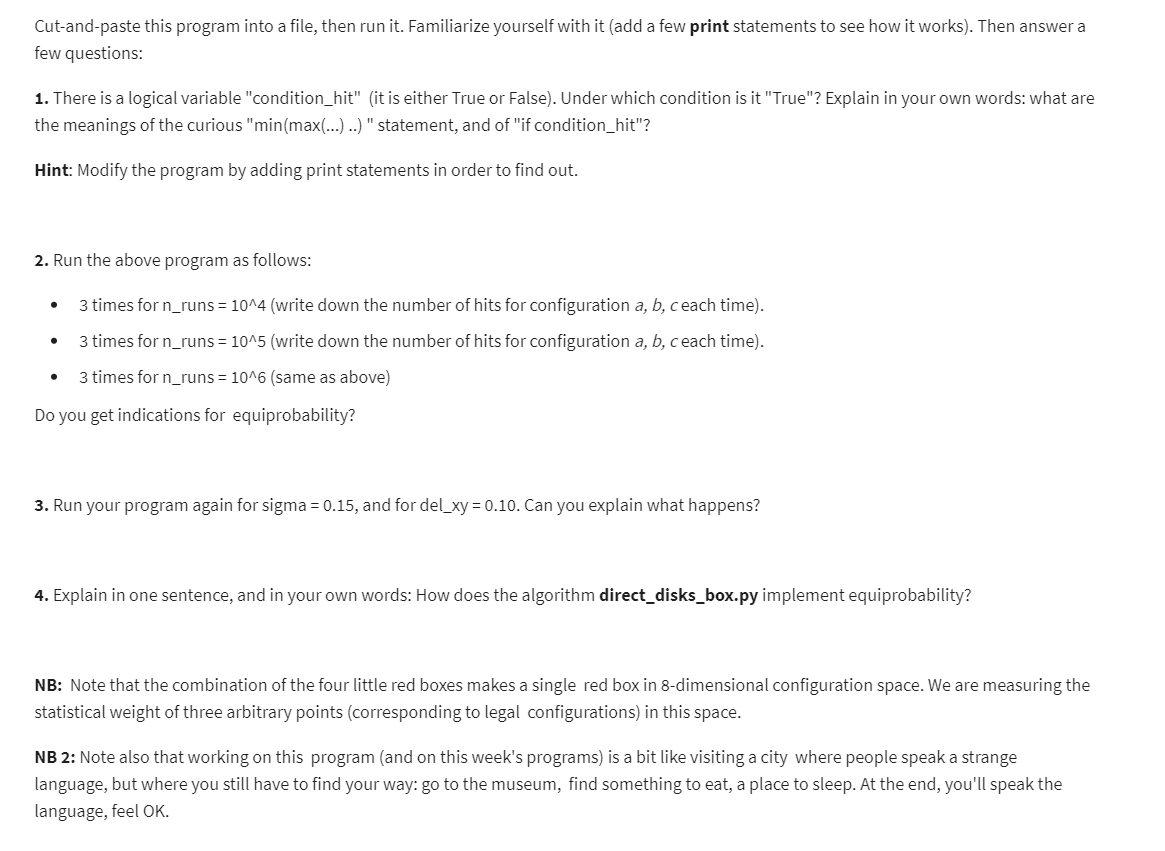 Cut-and-paste this program into a file, then run it. Familiarize yourself with it (add a few print statements to see how it works). Then answer a
few questions:
1. There is a logical variable "condition_hit"  (it is either True or False). Under which condition is it "True"? Explain in your own words: what are
the meanings of the curious "min(max(...) ..) " statement, and of "if condition_hit"?
Hint: Modify the program by adding print statements in order to find out.
2. Run the above program as follows:
• 3 times for n_runs = 10^4 (write down the number of hits for configuration a, b, c each time).
• 3 times for n_runs = 10^5 (write down the number of hits for configuration a, b, c each time).
• 3 times for n_runs = 10^6 (same as above)
Do you get indications for  equiprobability?
3. Run your program again for sigma = 0.15, and for del_xy = 0.10. Can you explain what happens?
4. Explain in one sentence, and in your own words: How does the algorithm direct_disks_box.py implement equiprobability?
NB:  Note that the combination of the four little red boxes makes a single  red box in 8-dimensional configuration space. We are measuring the
statistical weight of three arbitrary points (corresponding to legal  configurations) in this space.
NB 2: Note also that working on this  program (and on this week's programs) is a bit like visiting a city  where people speak a strange
language, but where you still have to find your way: go to the museum,  find something to eat, a place to sleep. At the end, you'll speak the
language, feel OK.